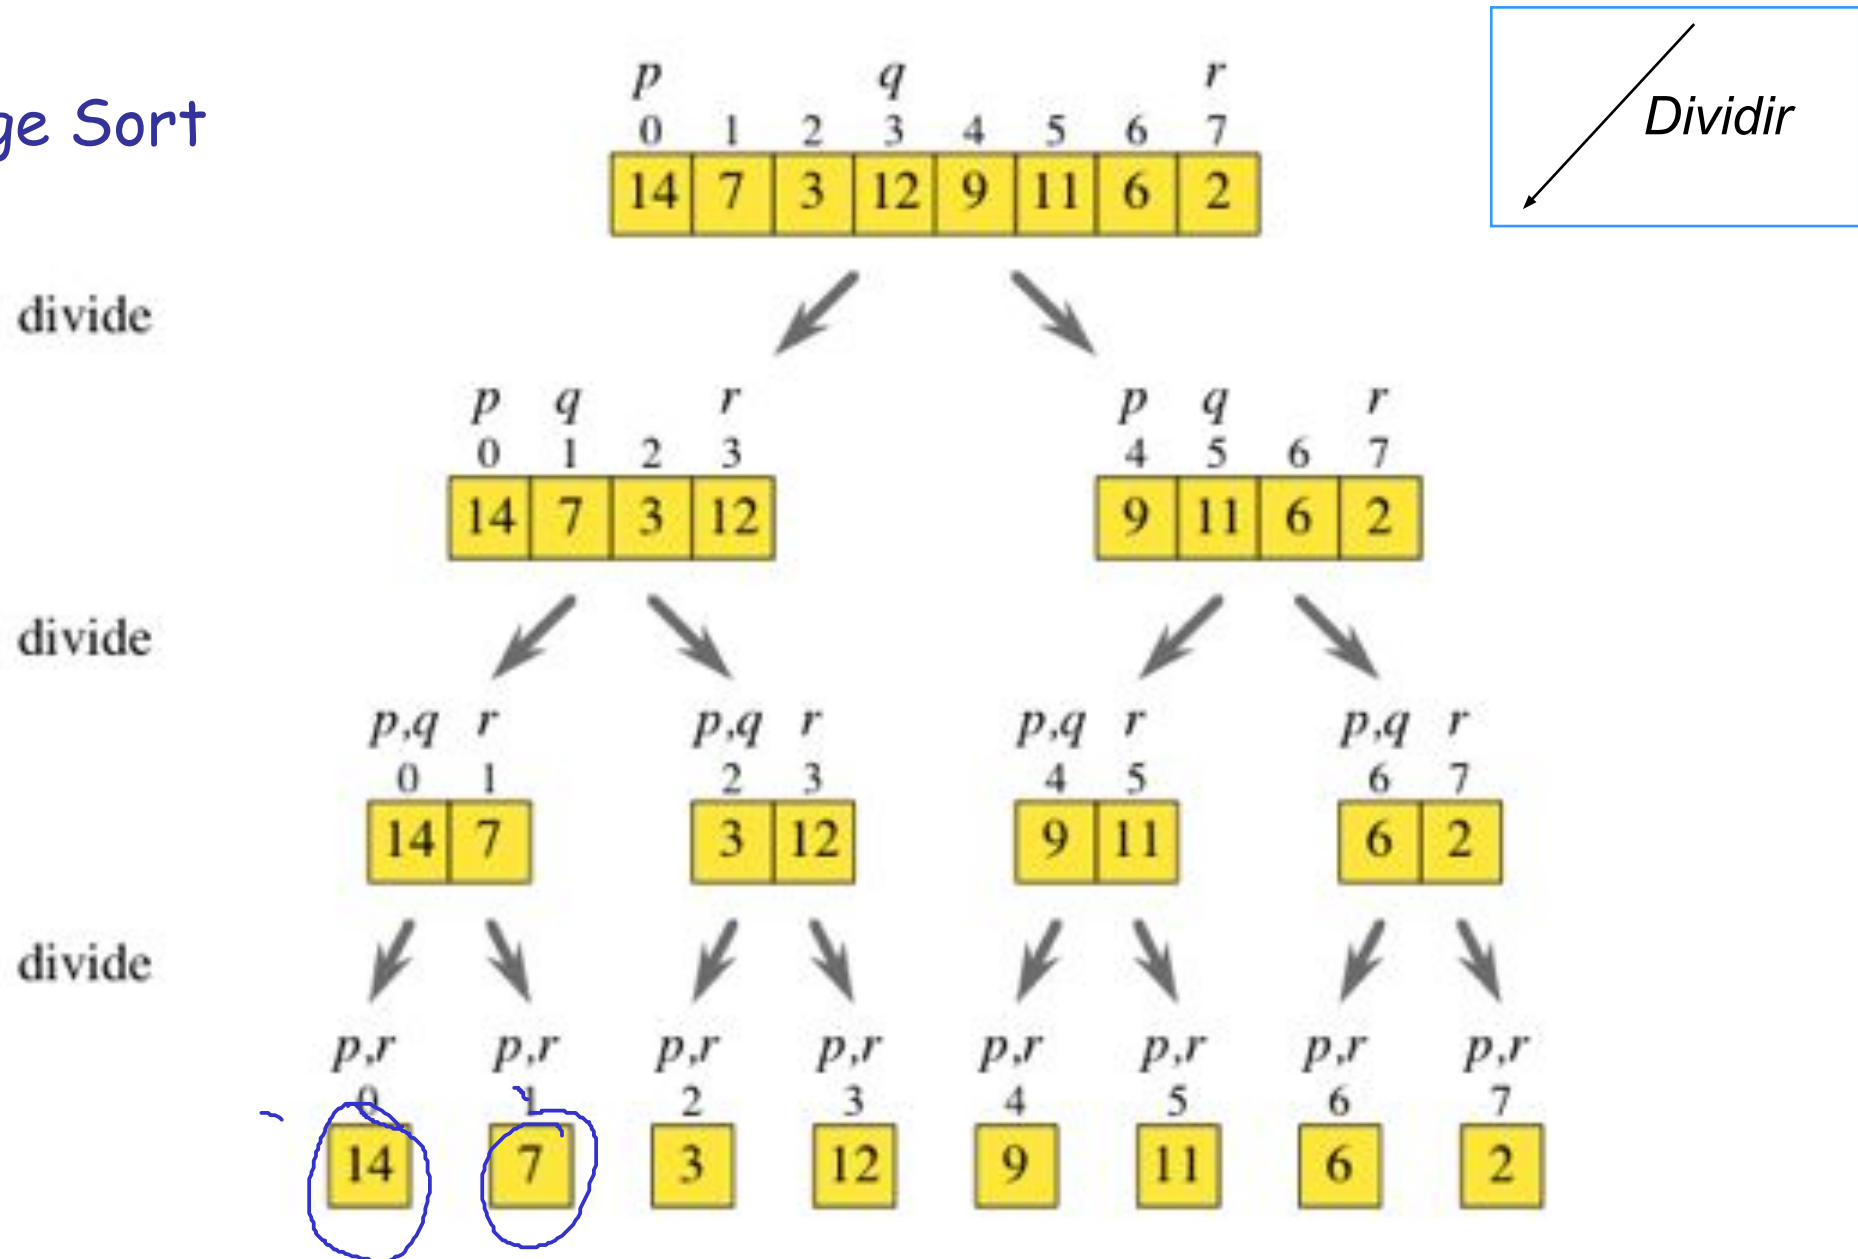 ge Sort
Dividir
p q r
0 1 2 3 4 5 6 7
14 7 3 12 9 11 6 2
divide
p q r p q r
0 1 2 3 4 5 6 7
14 7 3 12 9 11 6 2
divide
p,q r p,q r p,q r p,q r
0 1 2 3 4 5 6 7
14 7 3 12 9 11 6 2
divide
p,r p,r p,r p,r p,r p,r p,r p,r
0 1 2 3 4 5 6 7
14 7 3 12 9 11 6 2